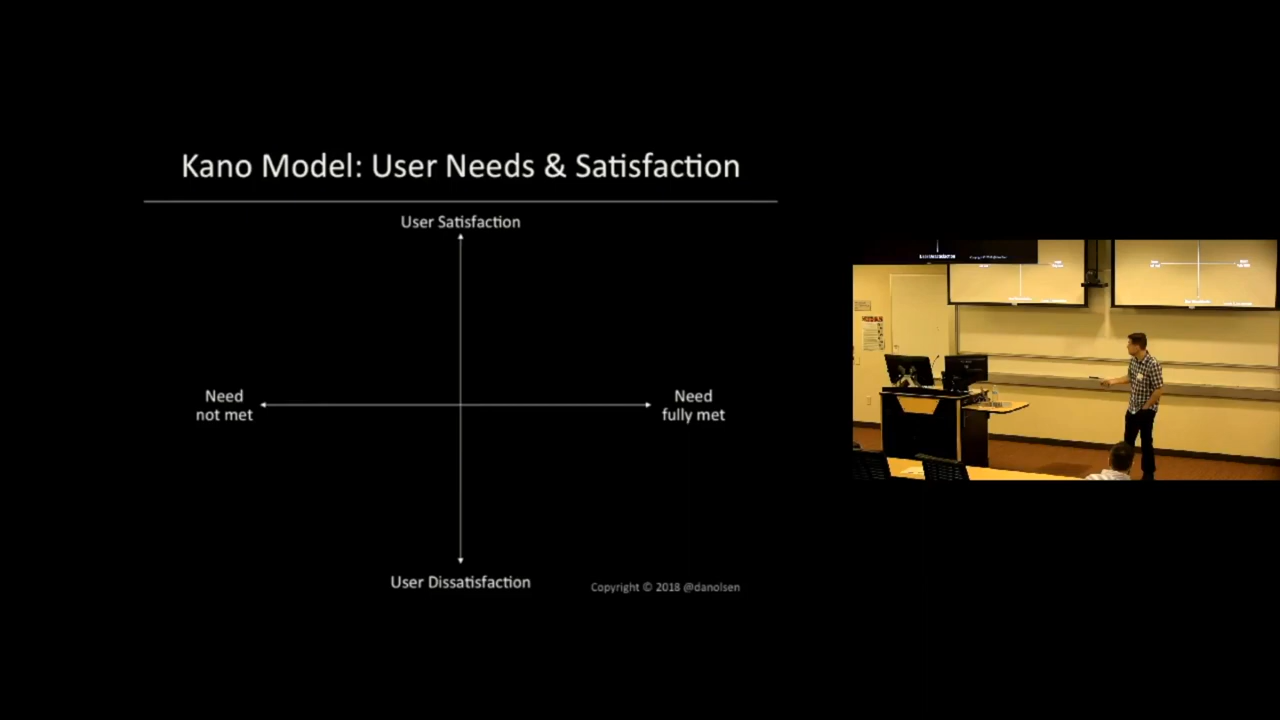 Kano Model: User Needs & Satisfaction
User Satisfaction
Need
not met
Need
fully met
User Dissatisfaction
Copyright © 2018 @danolsen